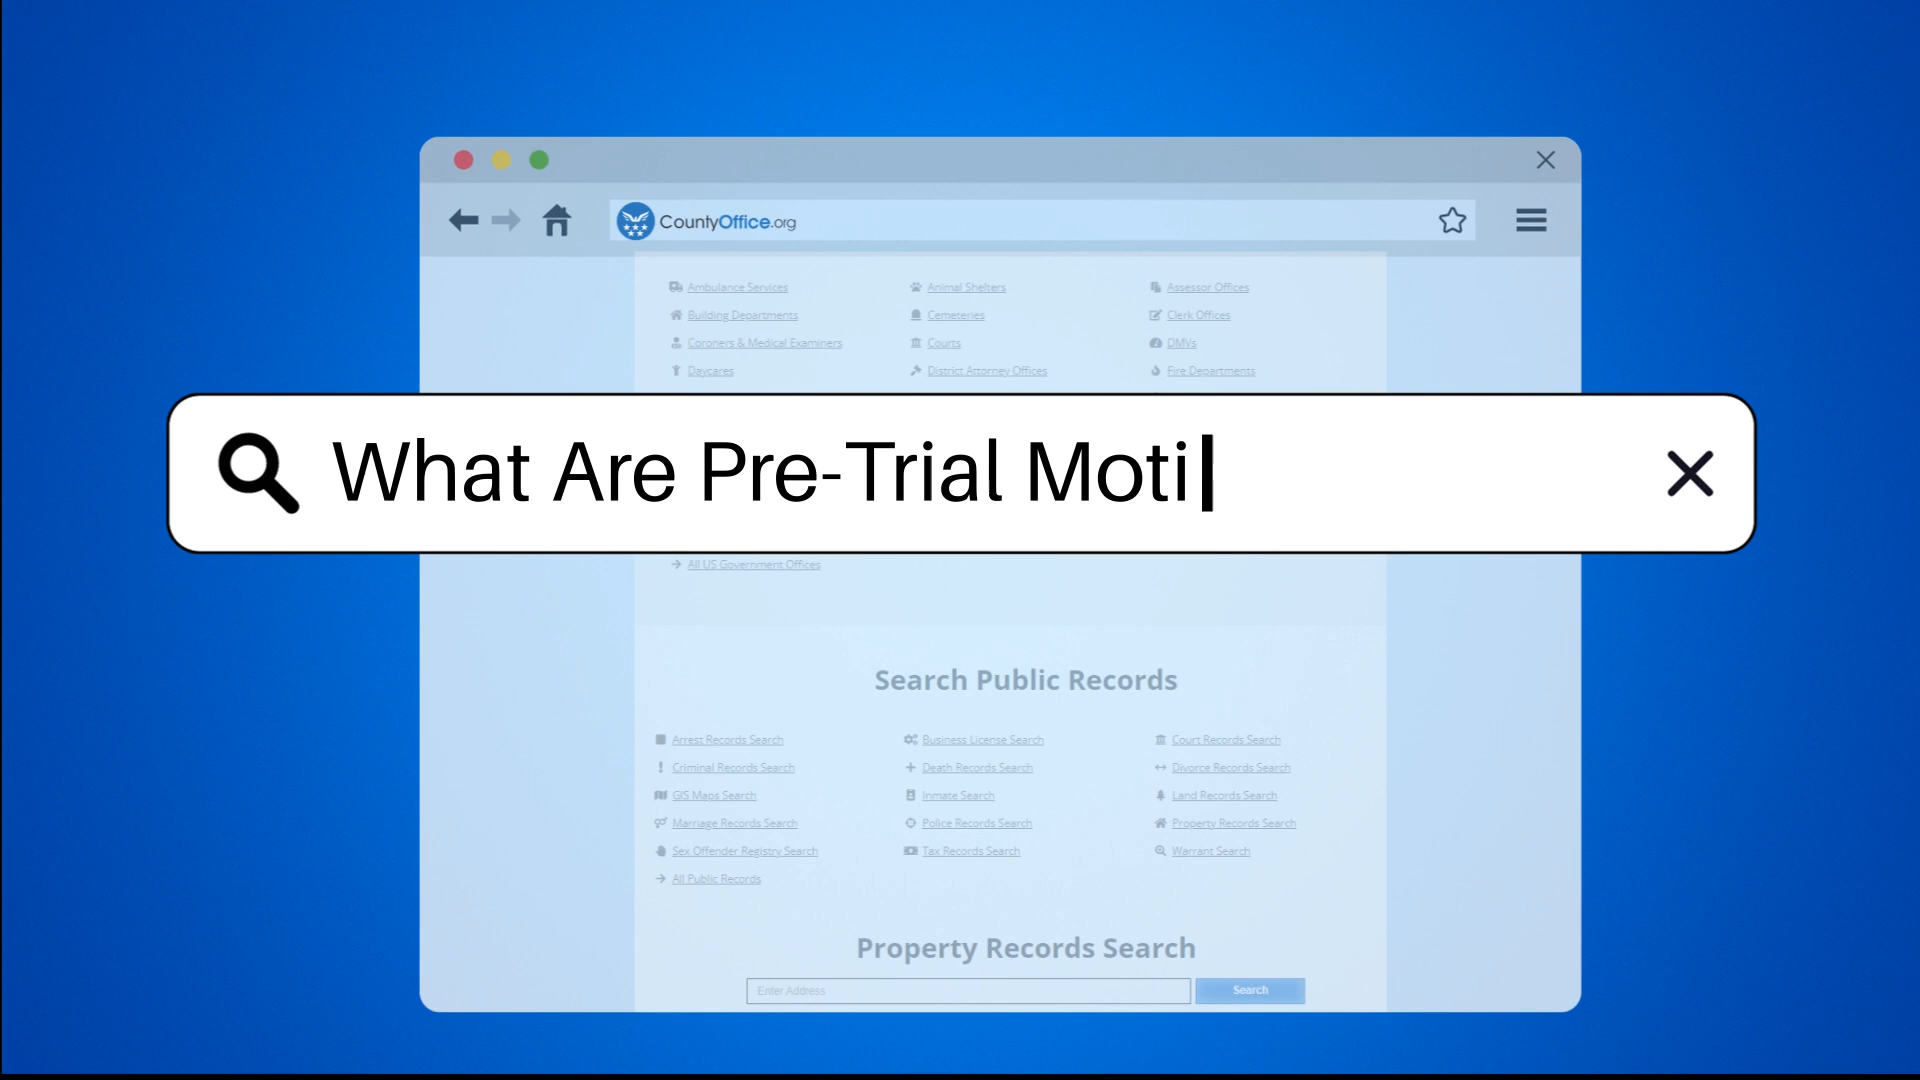 CountyOffice.org
Ambulance Services Animal Shelters Assessor Offices
Building Departments Cemeteries Clerk Offices
Coroners & Medical Examiners Courts DMVs
Daycares District Attorney Offices Fire Departments
What Are Pre-Trial Moti
All US Government Offices
Search Public Records
Arrest Records Search Business License Search Court Records Search
Criminal Records Search Death Records Search Divorce Records Search
GIS Maps Search Inmate Search Land Records Search
Marriage Records Search Police Records Search Property Records Search
Sex Offender Registry Search Tax Records Search Warrant Search
All Public Records
Property Records Search
Enter Address Search